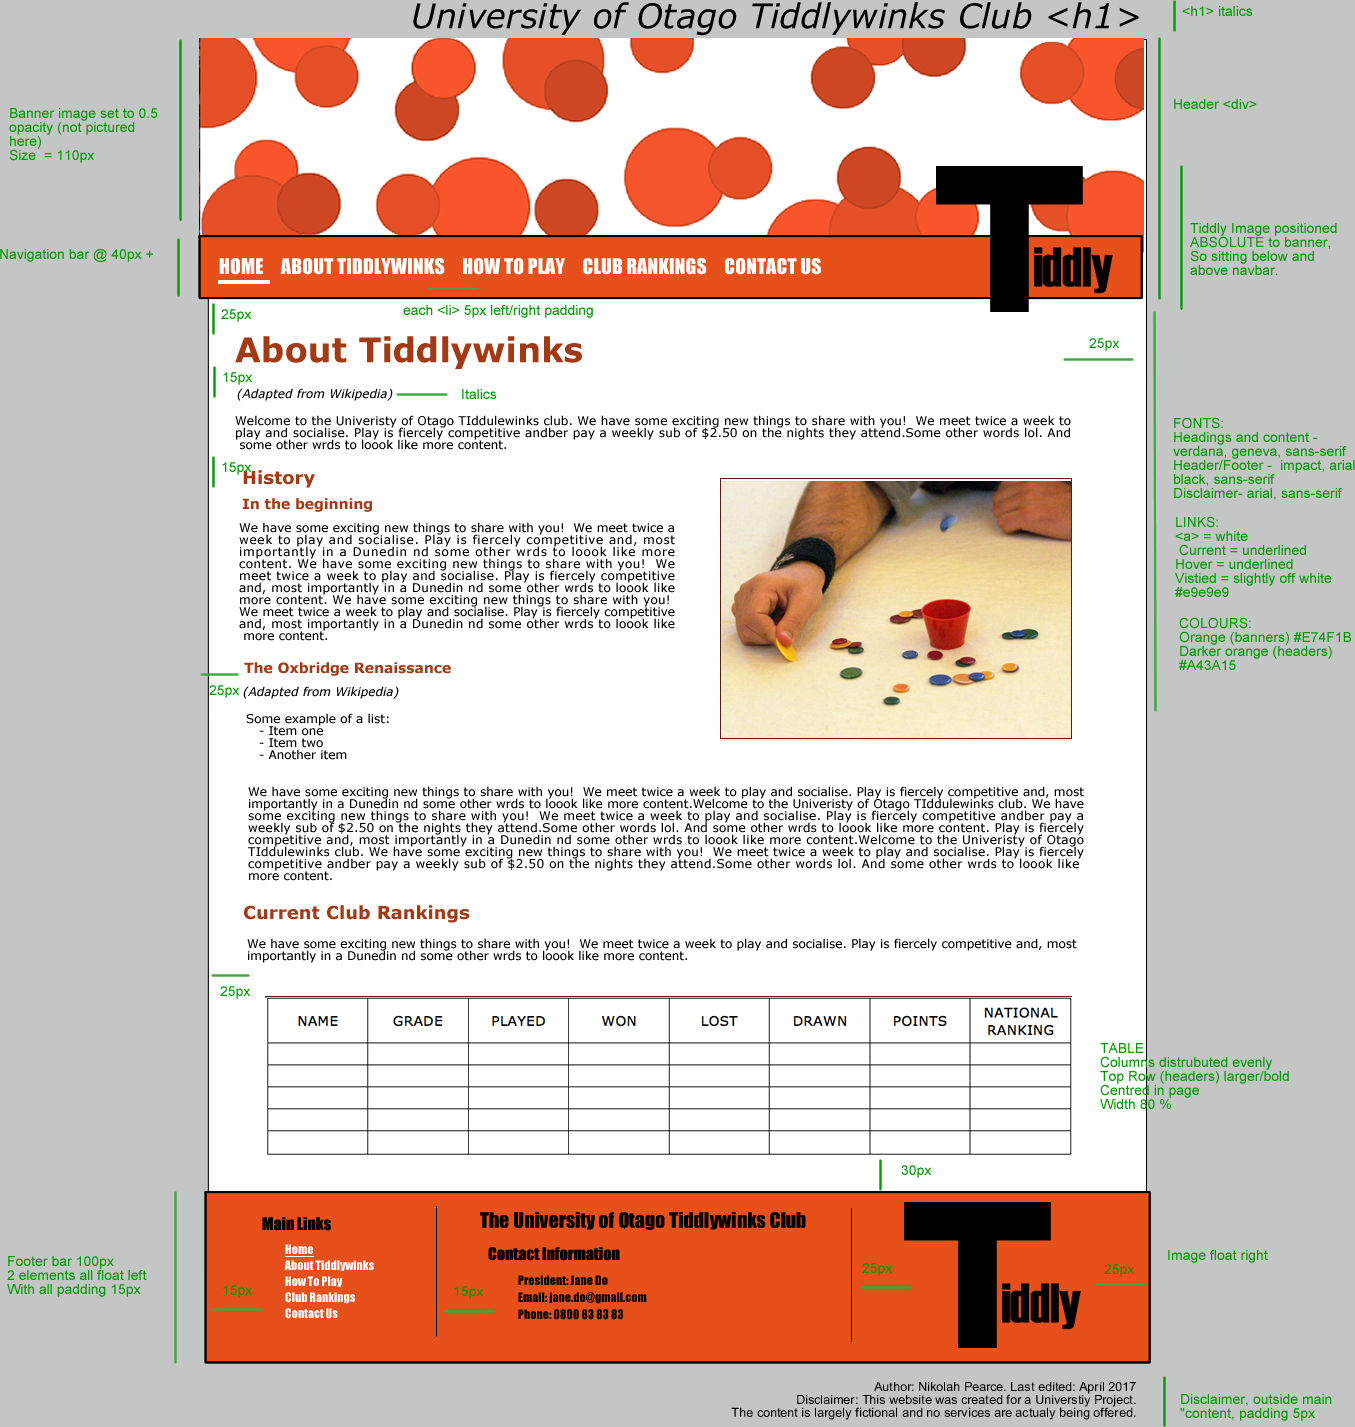 University of Otago Tiddlywinks Club <h1>
<h1> italics
Banner image set to 0.5
opacity (not pictured
here)
Size  = 110px
Header <div>
Tiddly Image positioned
ABSOLUTE to banner,
So sitting below and
above navbar.
Navigation bar @ 40px +
HOME ABOUT TIDDLYWINKS HOW TO PLAY CLUB RANKINGS CONTACT US
Tiddly
each <li> 5px left/right padding
25px
25px
About Tiddlywinks
15px
(Adapted from Wikipedia)
Italics
Welcome to the Univeristy of Otago TIddulewinks club. We have some exciting new things to share with you!  We meet twice a week to
play and socialise. Play is fiercely competitive andber pay a weekly sub of $2.50 on the nights they attend.Some other words lol. And
some other wrds to loook like more content.
FONTS:
Headings and content -
verdana, geneva, sans-serif
Header/Footer -  impact, arial
black, sans-serif
Disclaimer- arial, sans-serif
LINKS:
<a> = white
Current = underlined
Hover = underlined
Vistied = slightly off white
#e9e9e9
COLOURS:
Orange (banners) #E74F1B
Darker orange (headers)
#A43A15
15px
History
In the beginning
We have some exciting new things to share with you!  We meet twice a
week to play and socialise. Play is fiercely competitive and, most
importantly in a Dunedin nd some other wrds to loook like more
content. We have some exciting new things to share with you!  We
meet twice a week to play and socialise. Play is fiercely competitive
and, most importantly in a Dunedin nd some other wrds to loook like
more content. We have some exciting new things to share with you!
We meet twice a week to play and socialise. Play is fiercely competitive
and, most importantly in a Dunedin nd some other wrds to loook like
more content.
The Oxbridge Renaissance
25px
(Adapted from Wikipedia)
Some example of a list:
- Item one
- Item two
- Another item
We have some exciting new things to share with you!  We meet twice a week to play and socialise. Play is fiercely competitive and, most
importantly in a Dunedin nd some other wrds to loook like more content.Welcome to the Univeristy of Otago TIddulewinks club. We have
some exciting new things to share with you!  We meet twice a week to play and socialise. Play is fiercely competitive andber pay a
weekly sub of $2.50 on the nights they attend.Some other words lol. And some other wrds to loook like more content. Play is fiercely
competitive and, most importantly in a Dunedin nd some other wrds to loook like more content.Welcome to the Univeristy of Otago
TIddulewinks club. We have some exciting new things to share with you!  We meet twice a week to play and socialise. Play is fiercely
competitive andber pay a weekly sub of $2.50 on the nights they attend.Some other words lol. And some other wrds to loook like
more content.
Current Club Rankings
We have some exciting new things to share with you!  We meet twice a week to play and socialise. Play is fiercely competitive and, most
importantly in a Dunedin nd some other wrds to loook like more content.
25px
NAME GRADE PLAYED WON LOST DRAWN POINTS NATIONAL
RANKING
TABLE
Columns distrubuted evenly
Top Row (headers) larger/bold
Centred in page
Width 80 %
30px
Footer bar 100px
2 elements all float left
With all padding 15px
Main Links
Home
About Tiddlywinks
How To Play
Club Rankings
Contact Us
15px
The University of Otago Tiddlywinks Club
Contact Information
President: Jane Do
Email: jane.do@gmail.com
Phone: 0800 83 83 83
15px
25px
Tiddly
25px
Image float right
Author: Nikolah Pearce. Last edited: April 2017
Disclaimer: This website was created for a Universtiy Project.
The content is largely fictional and no services are actualy being offered.
Disclaimer, outside main
"content, padding 5px